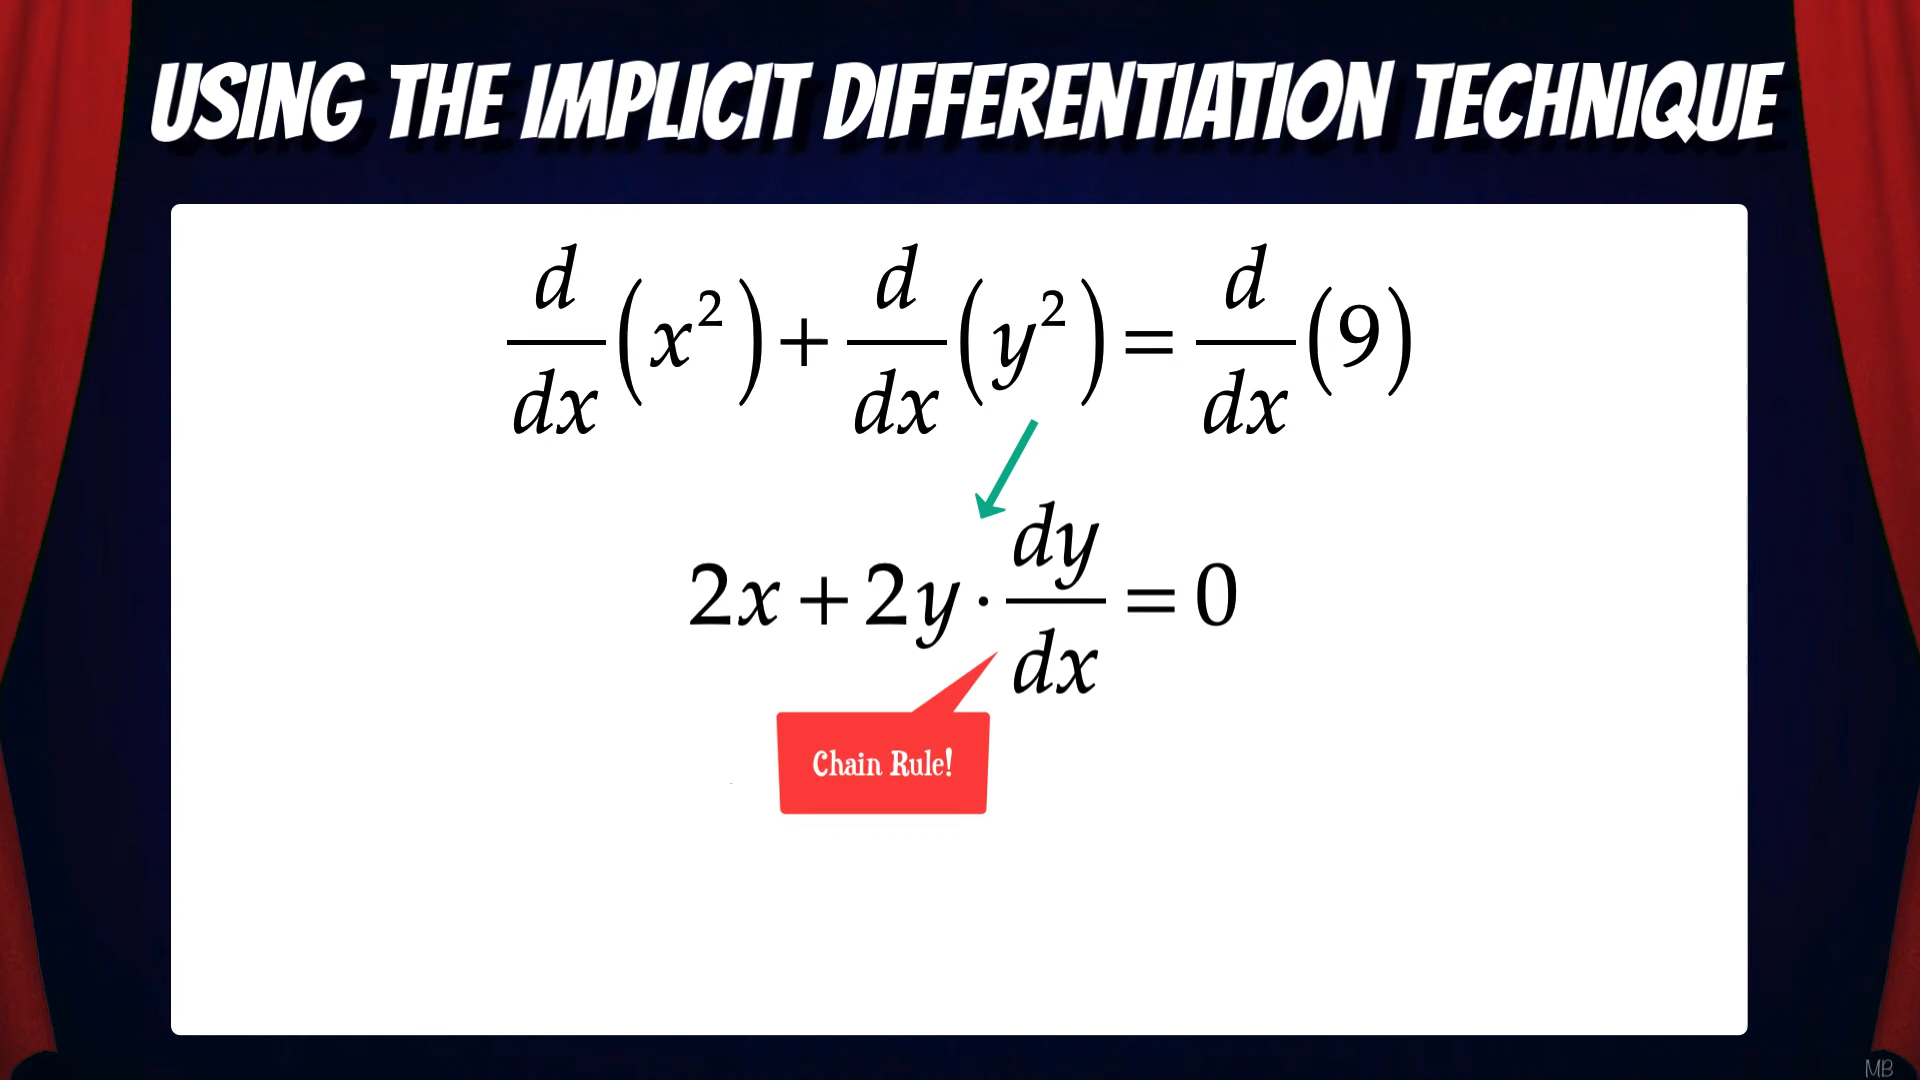 USING THE IMPLICIT DIFFERENTIATION TECHNIQUE
d/dx (x²) + d/dx (y²) = d/dx (9)
2x + 2y · dy/dx = 0
Chain Rule!
MB